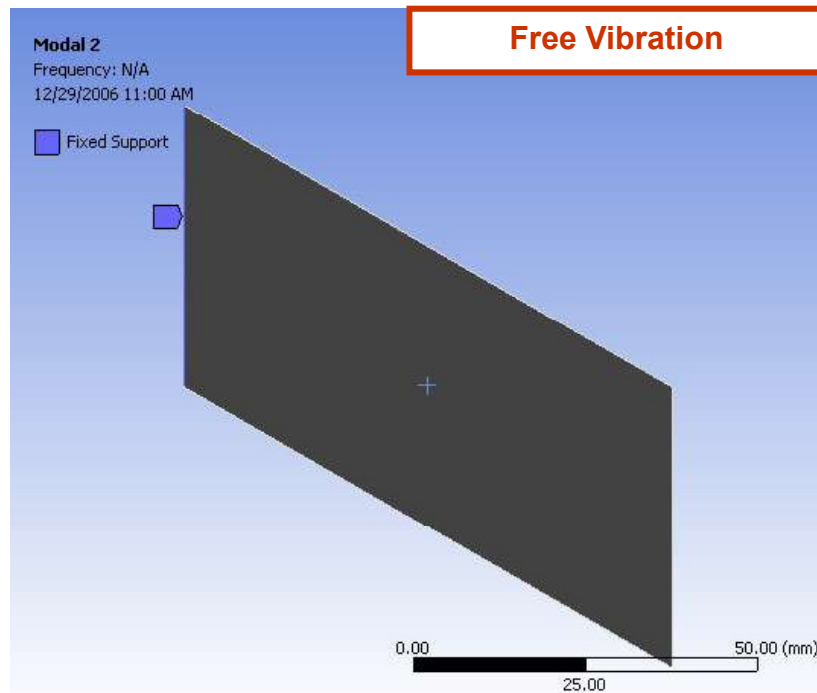 Free Vibration
Modal 2
Frequency: N/A
12/29/2006 11:00 AM
Fixed Support
0.00 50.00 (mm)
25.00